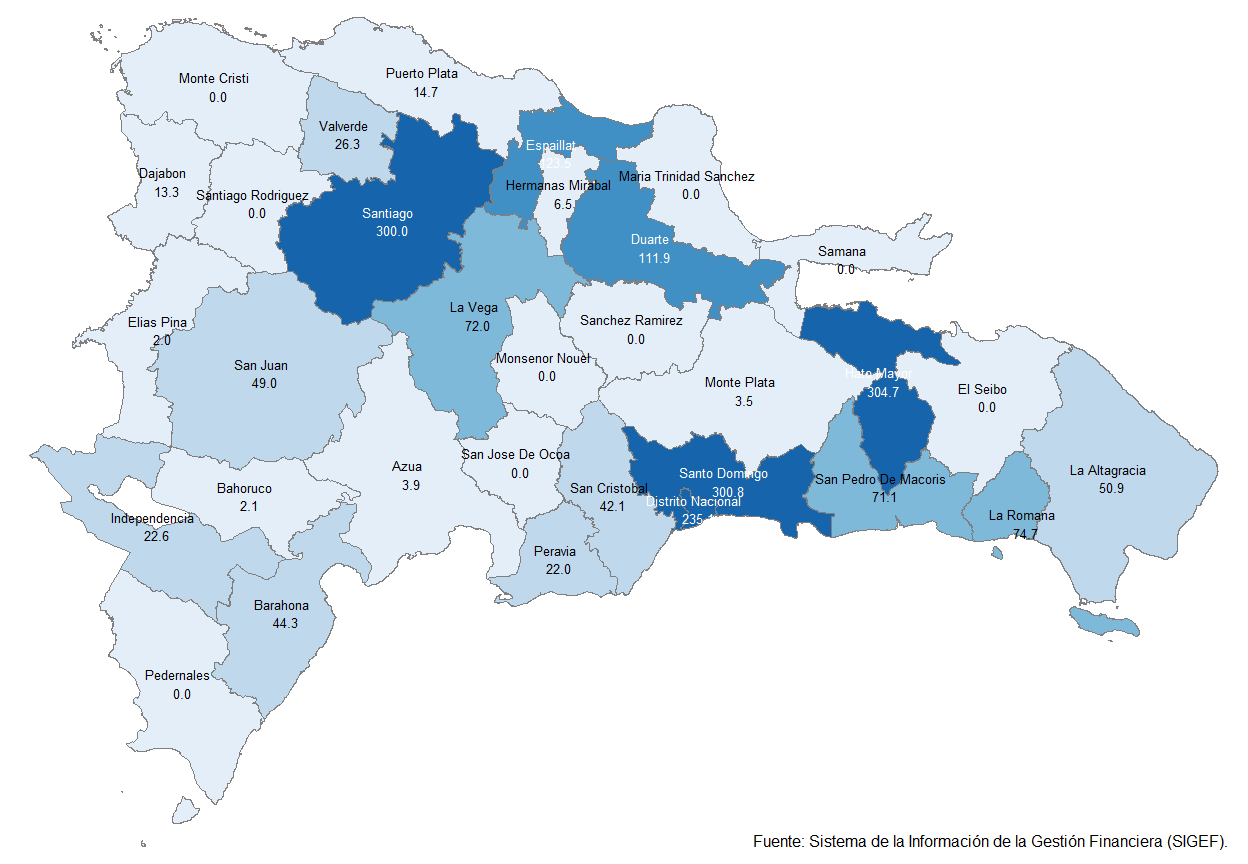 Monte Cristi
0.0
Puerto Plata
14.7
Valverde
26.3
Espaillat
Dajabon
13.3
Santiago Rodriguez
0.0
Hermanas Mirabal
6.5
Maria Trinidad Sanchez
0.0
Santiago
300.0
Duarte
111.9
Samana
0.0
Elias Pina
2.0
La Vega
72.0
Sanchez Ramirez
0.0
San Juan
49.0
Monsenor Nouel
0.0
Monte Plata
3.5
Hato Mayor
304.7
El Seibo
0.0
Azua
3.9
San Jose De Ocoa
0.0
Santo Domingo
300.8
San Pedro De Macoris
71.1
La Altagracia
50.9
Bahoruco
2.1
San Cristobal
42.1
Distrito Nacional
Independencia
22.6
La Romana
74.7
Peravia
22.0
Barahona
44.3
Pedernales
0.0
Fuente: Sistema de la Información de la Gestión Financiera (SIGEF).